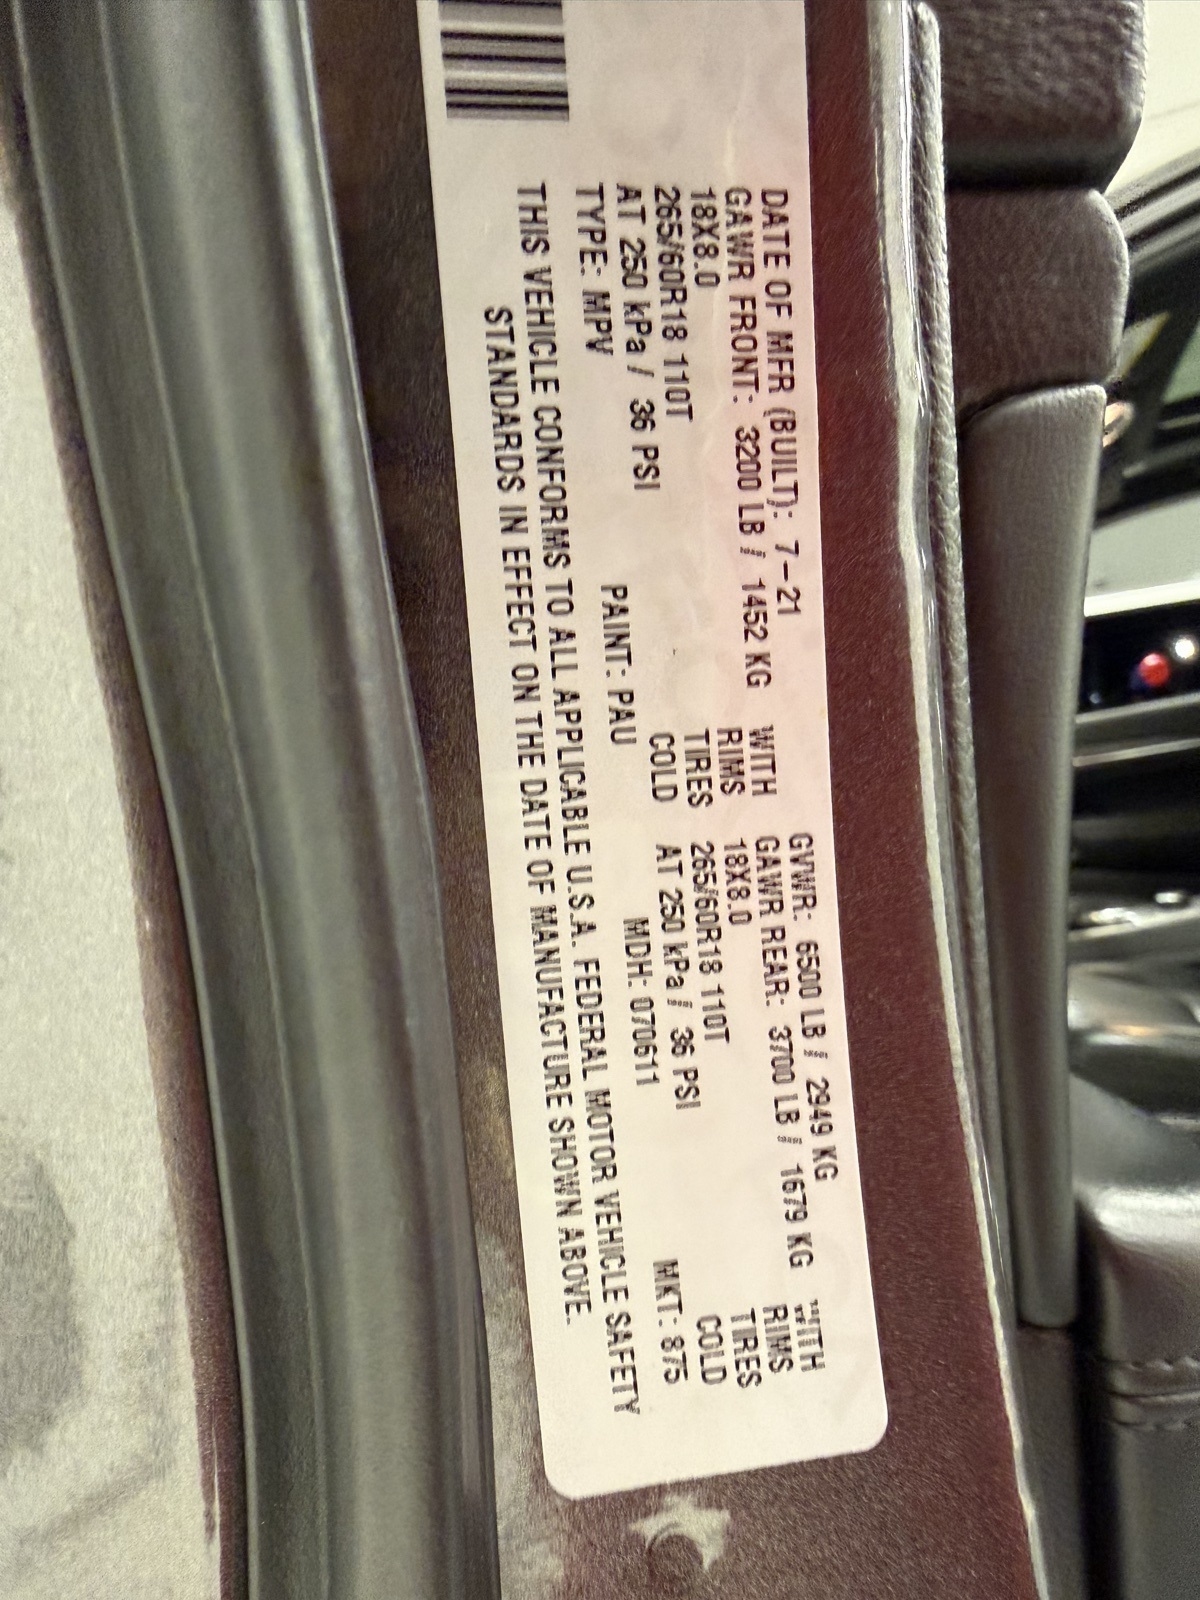 DATE OF MFR (BUILT): 7-21 GVWR: 6500 LB / 2949 KG
GAWR FRONT: 3200 LB / 1452 KG WITH GAWR REAR: 3700 LB / 1679 KG WITH
18X8.0 RIMS 18X8.0 RIMS
265/60R18 110T TIRES 265/60R18 110T TIRES
AT 250 kPa / 36 PSI COLD AT 250 kPa / 36 PSI COLD
TYPE: MPV PAINT: PAU MDH: 070611 MKT: 875
THIS VEHICLE CONFORMS TO ALL APPLICABLE U.S.A. FEDERAL MOTOR VEHICLE SAFETY
STANDARDS IN EFFECT ON THE DATE OF MANUFACTURE SHOWN ABOVE.